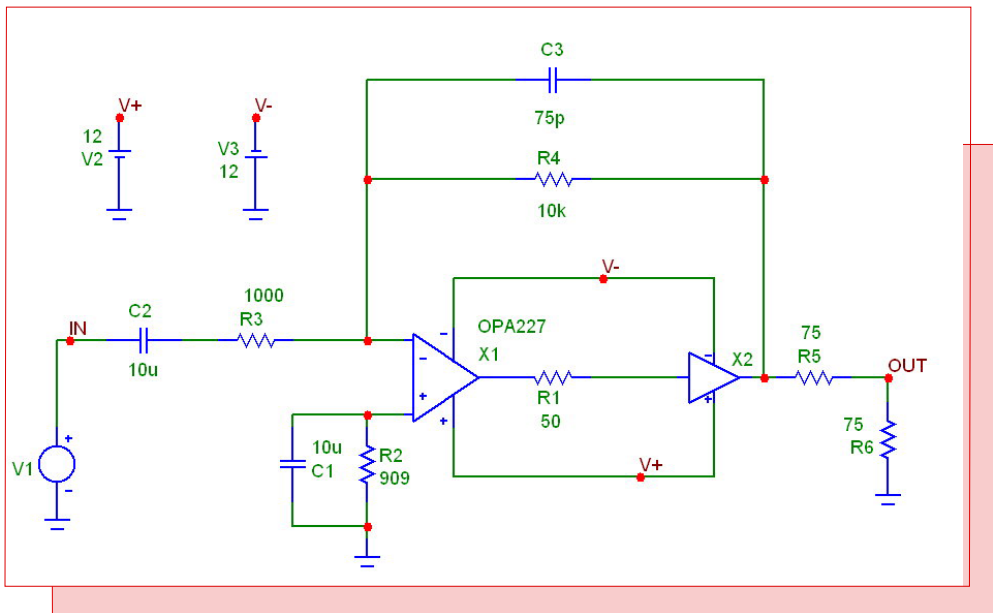 C3
75p
V+
V-
12
V2
V3
12
R4
10k
V-
1000
C2
R3
IN
10u
OPA227
X1
X2
75
R5
OUT
R1
50
10u
C1
R2
909
75
R6
V1
V+